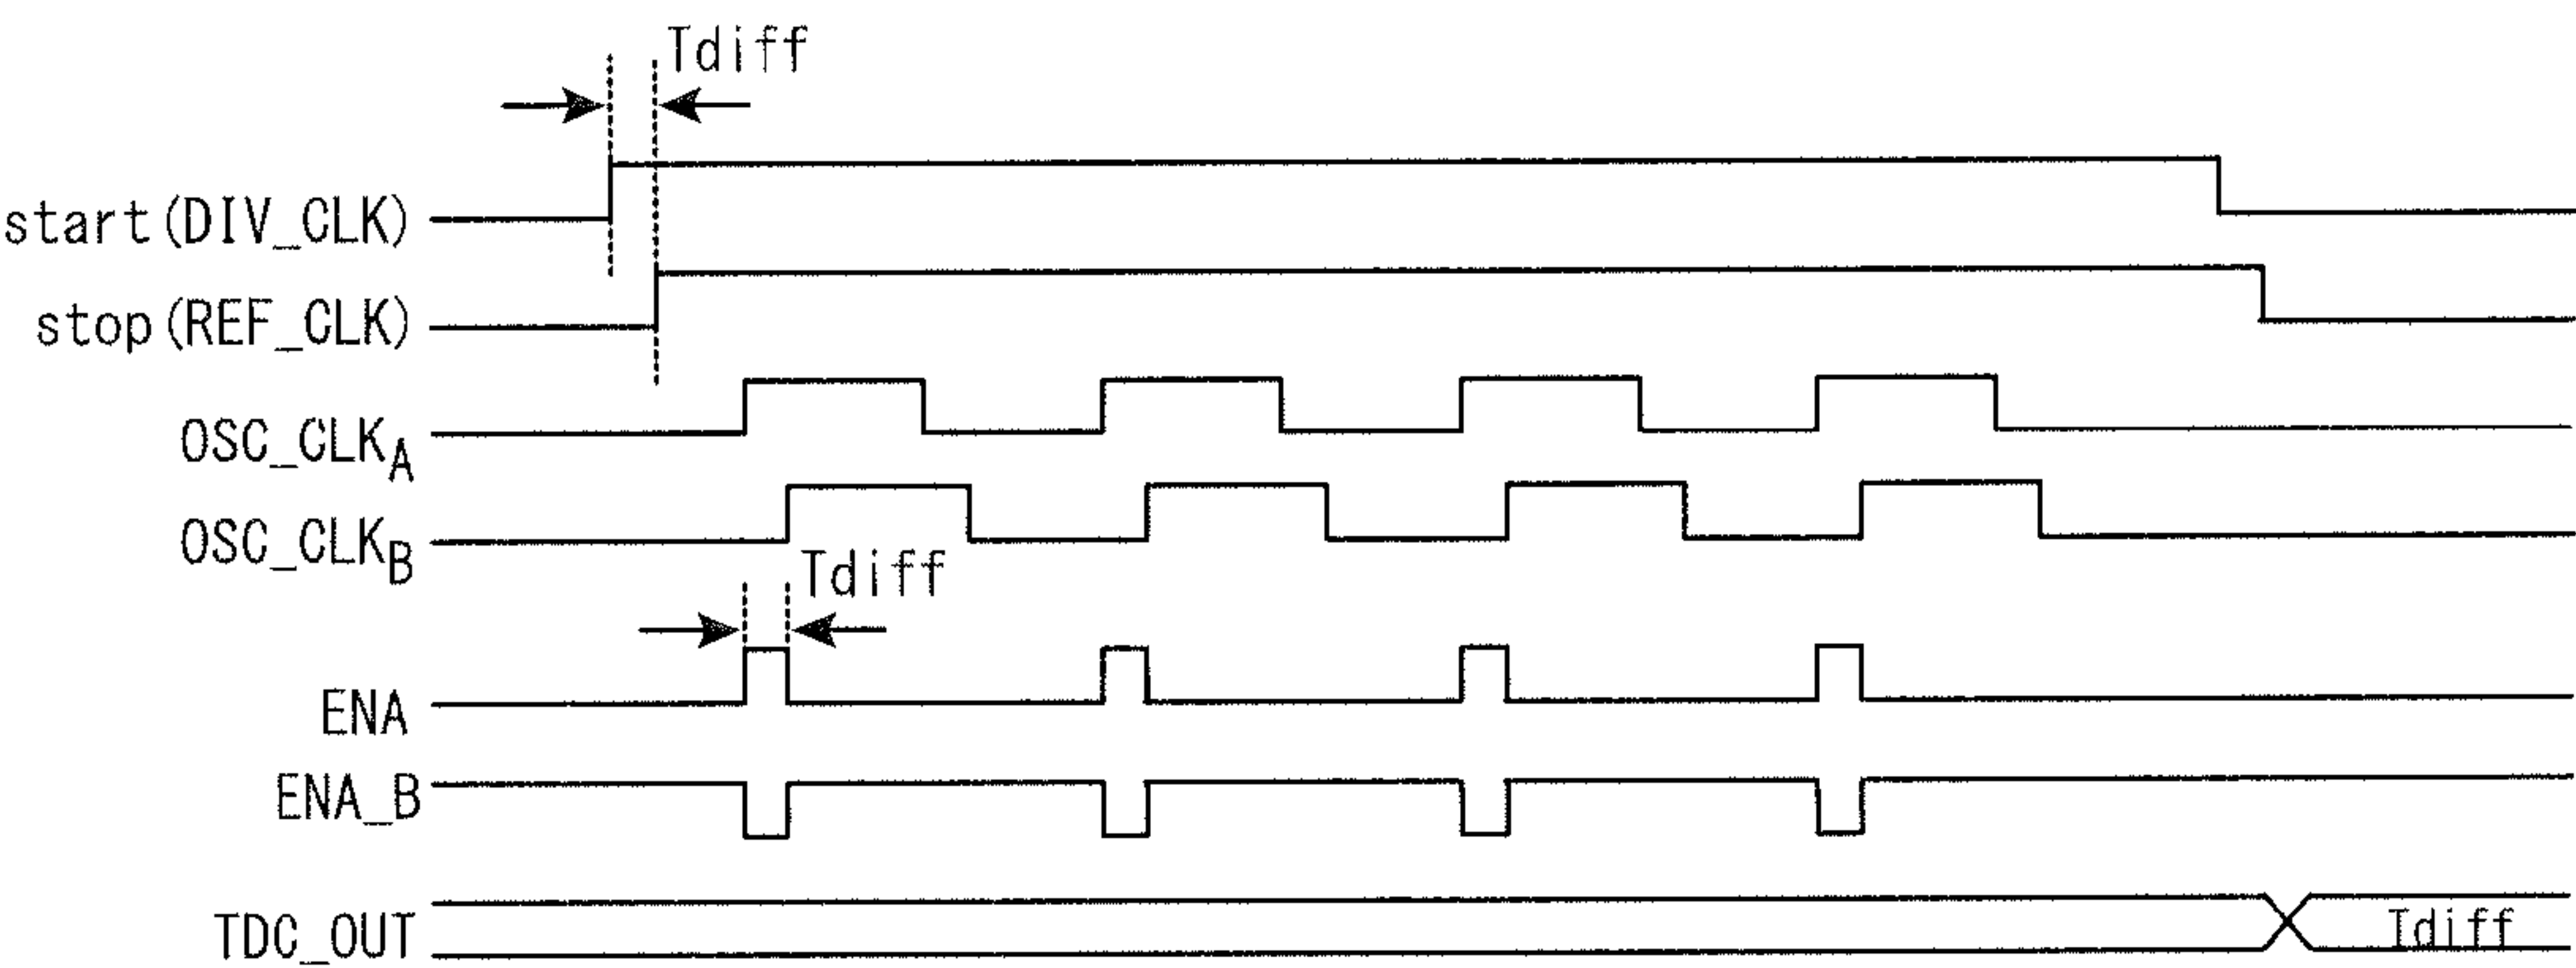 Tdiff
start(DIV_CLK)
stop(REF_CLK)
OSC_CLKA
OSC_CLKB
Tdiff
ENA
ENA_B
TDC_OUT
Tdiff